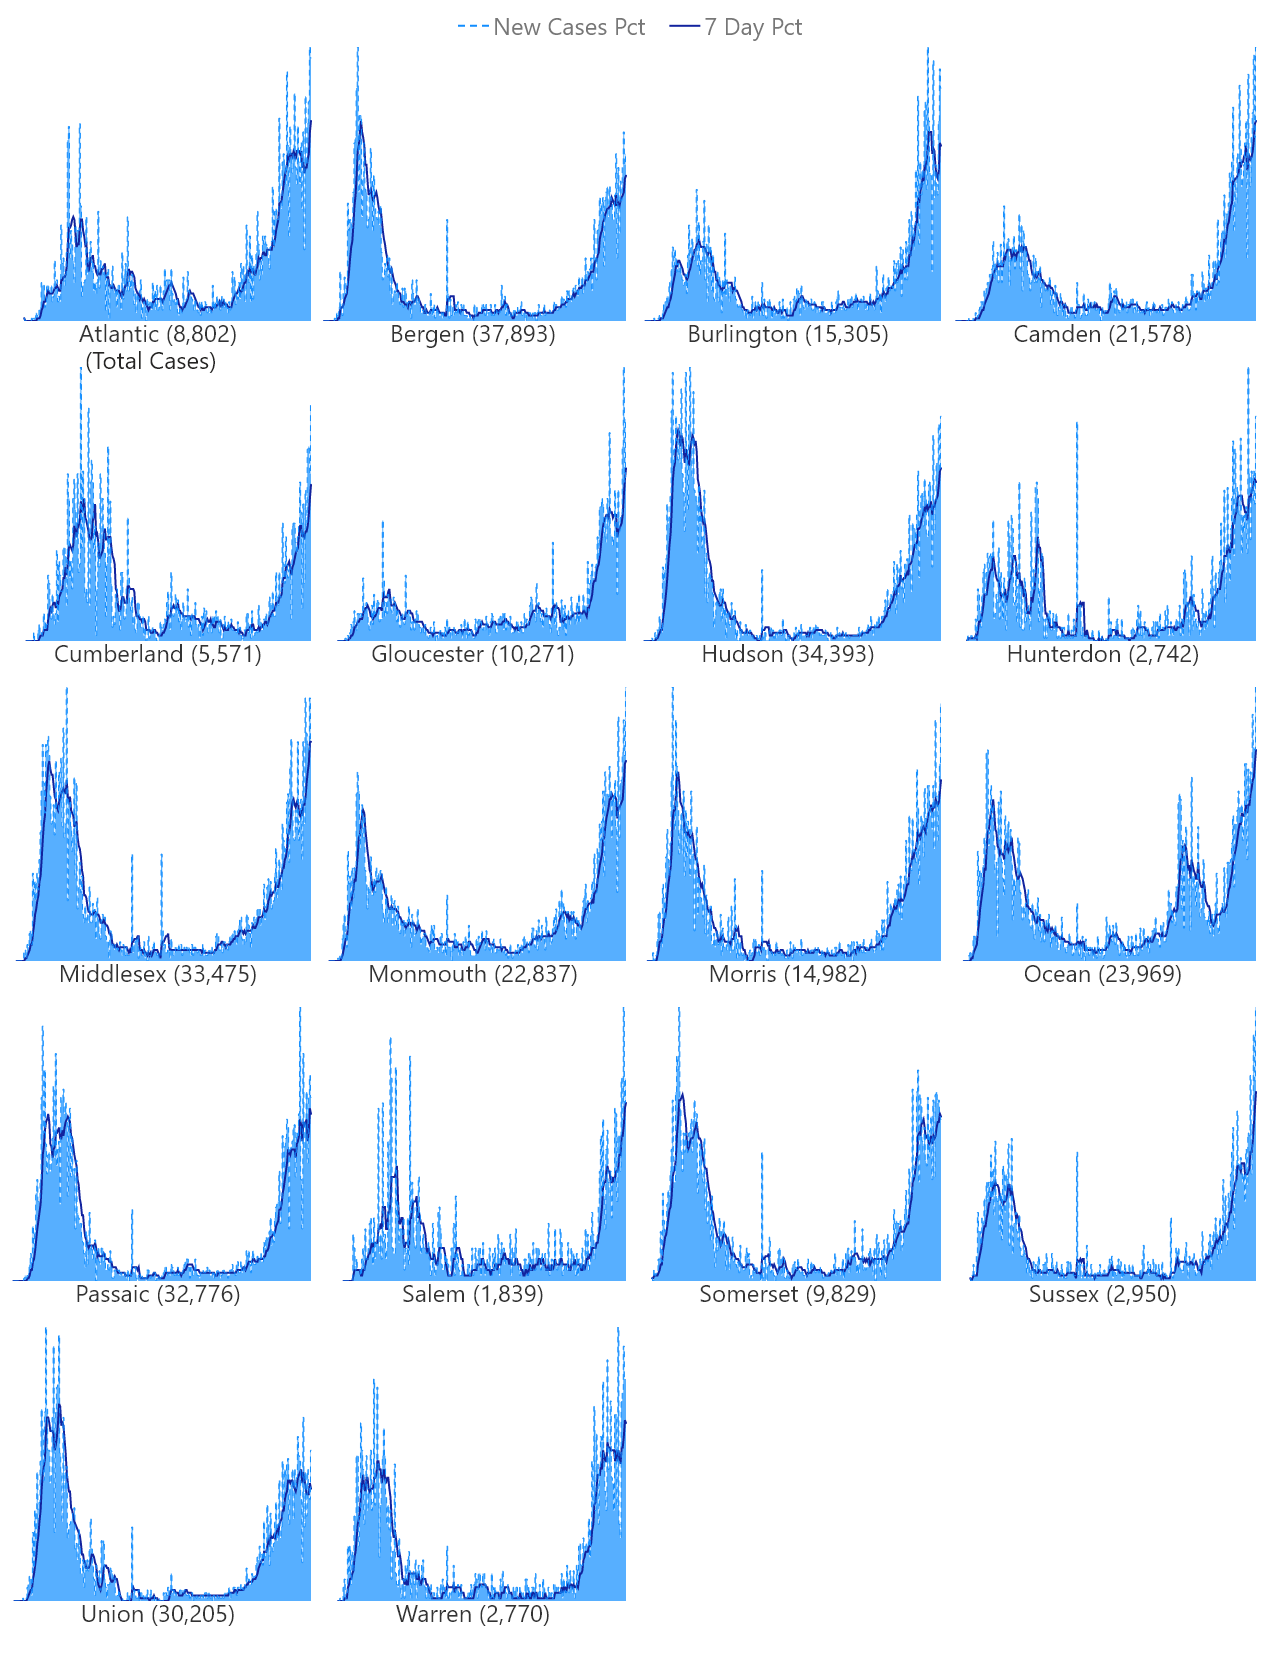 New Cases Pct 7 Day Pct
Atlantic (8,802) Bergen (37,893) Burlington (15,305) Camden (21,578)
(Total Cases)
Cumberland (5,571) Gloucester (10,271) Hudson (34,393) Hunterdon (2,742)
Middlesex (33,475) Monmouth (22,837) Morris (14,982) Ocean (23,969)
Passaic (32,776) Salem (1,839) Somerset (9,829) Sussex (2,950)
Union (30,205) Warren (2,770)